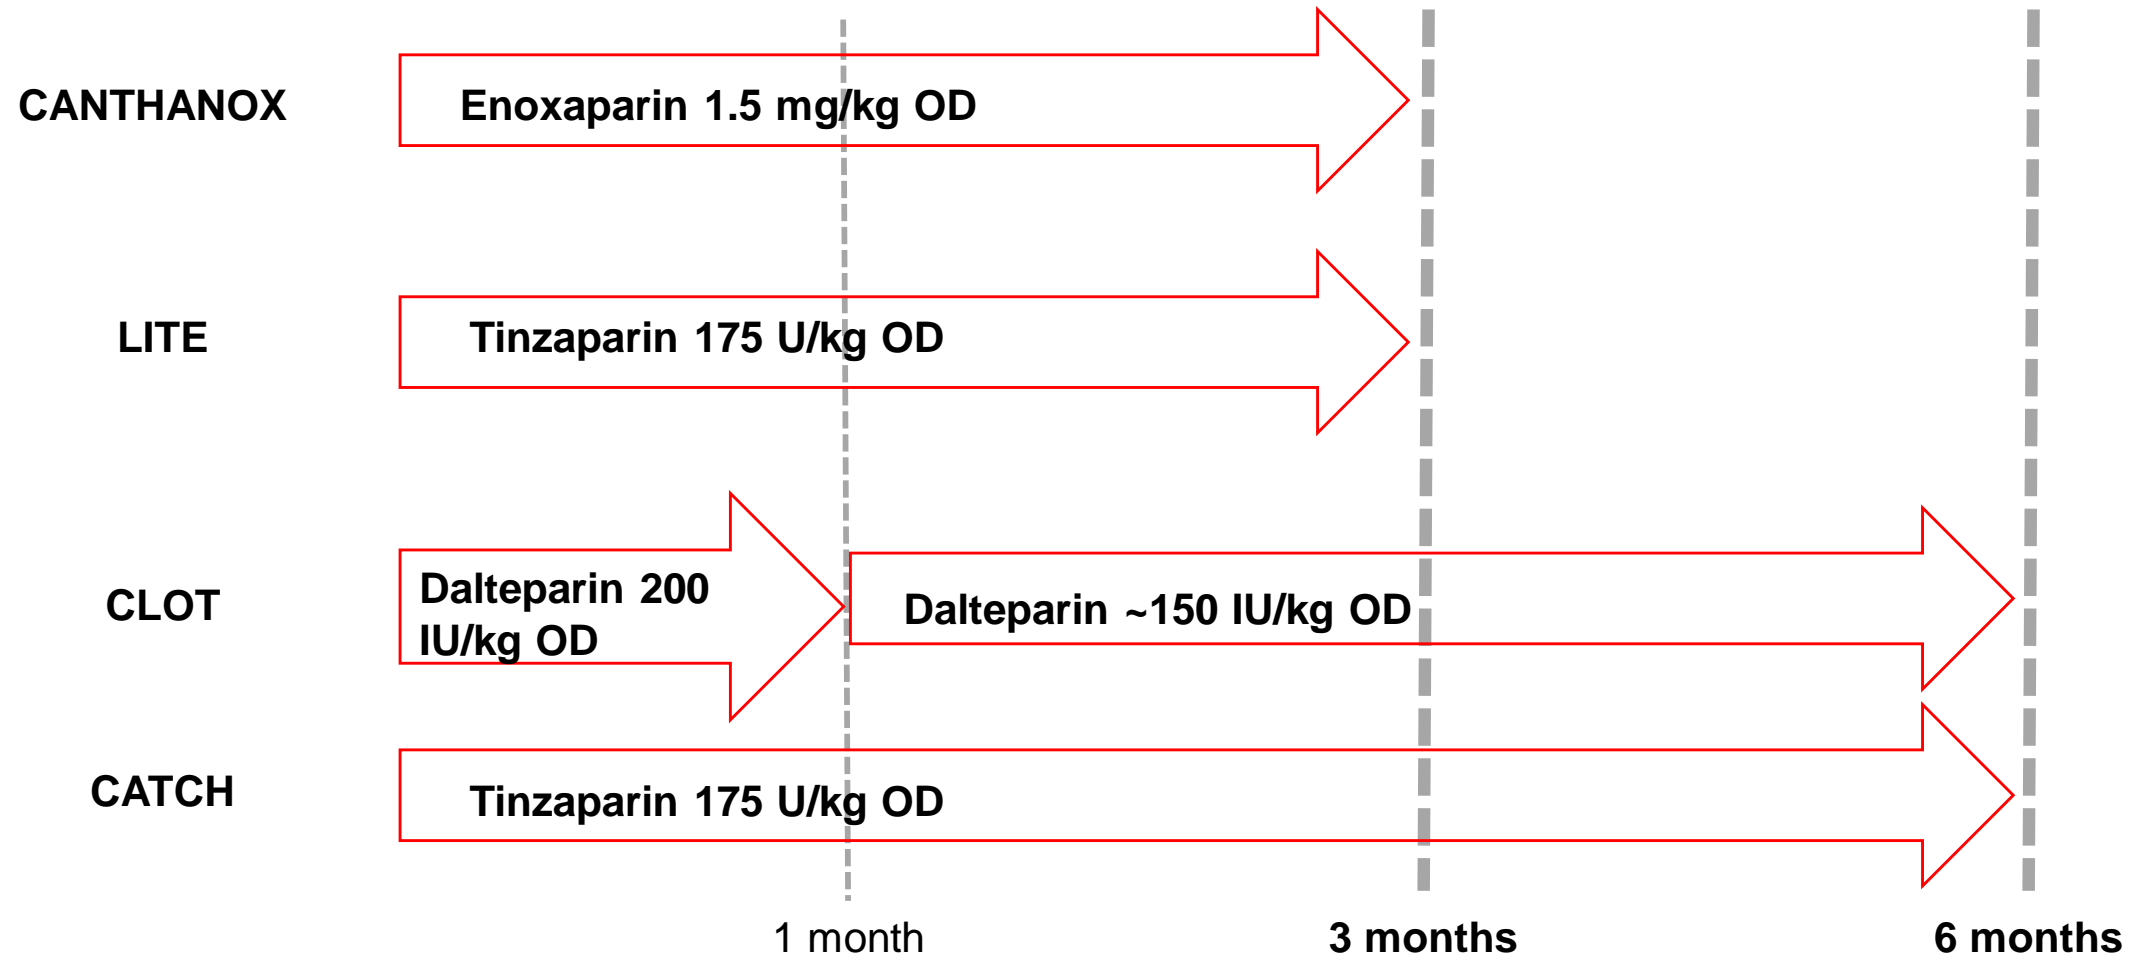 CANTHANOX
Enoxaparin 1.5 mg/kg OD
LITE
Tinzaparin 175 U/kg OD
CLOT
Dalteparin 200
IU/kg OD
Dalteparin ~150 IU/kg OD
CATCH
Tinzaparin 175 U/kg OD
1 month
3 months
6 months